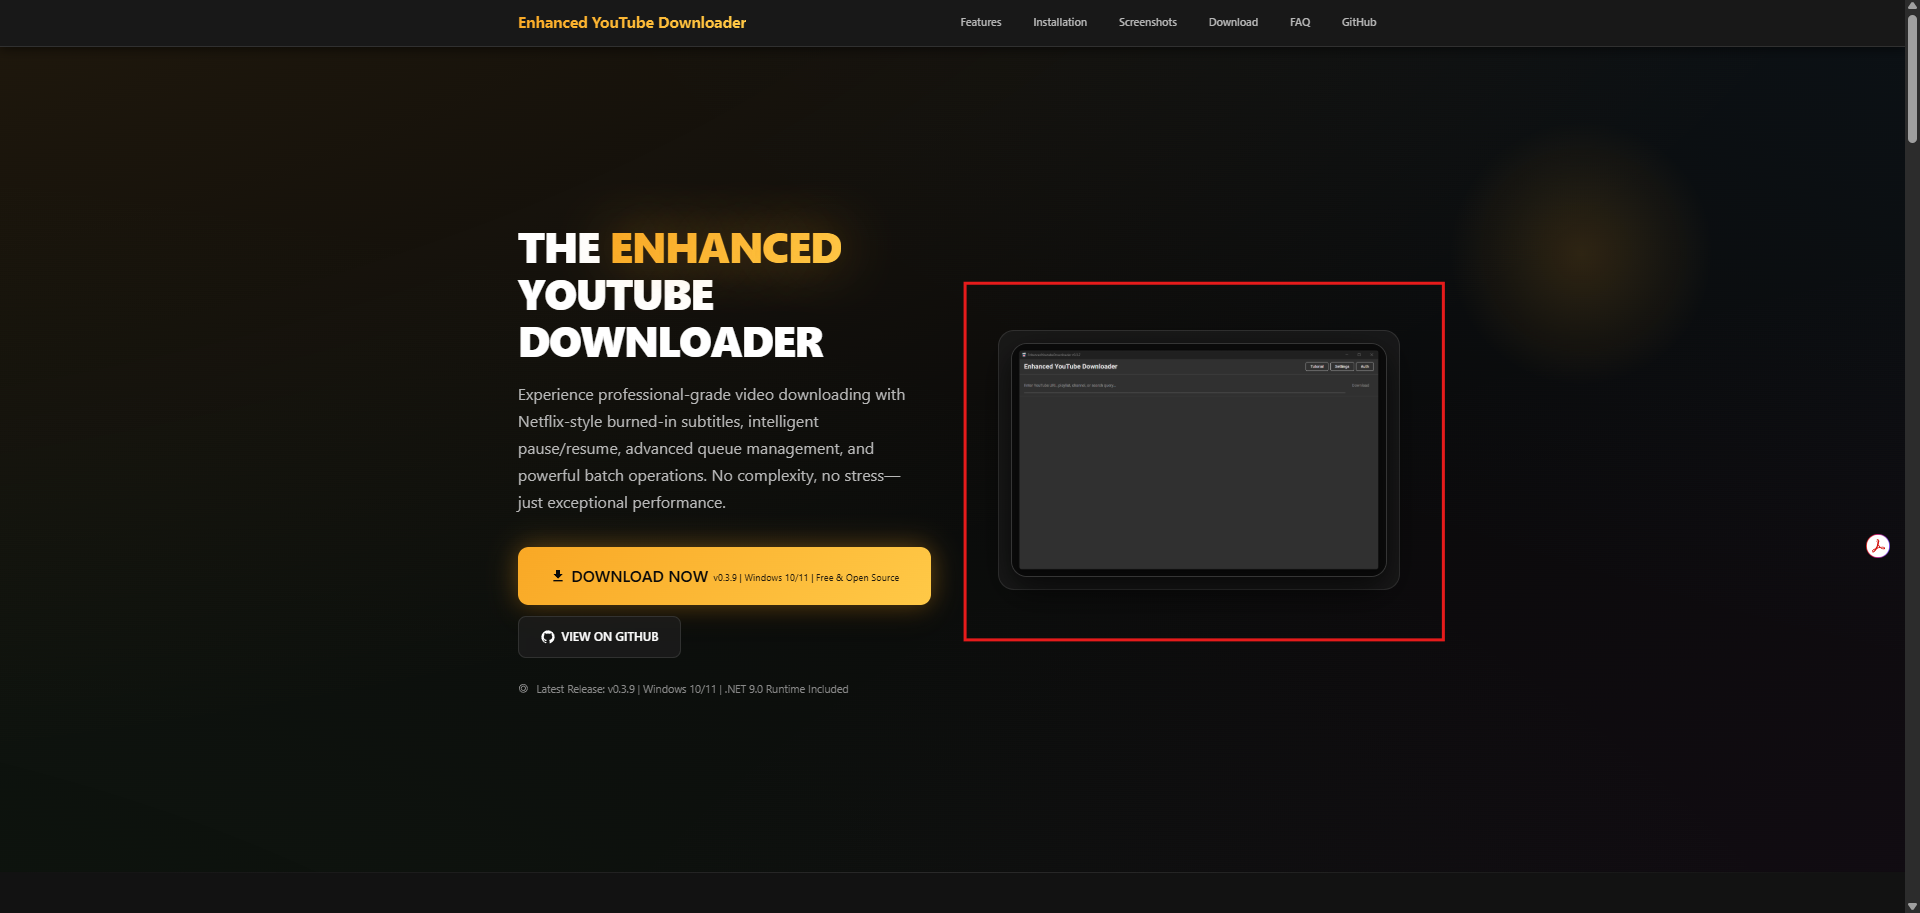 Enhanced YouTube Downloader
Features
Installation
Screenshots
Download
FAQ
GitHub
THE ENHANCED
YOUTUBE
DOWNLOADER
Experience professional-grade video downloading with
Netflix-style burned-in subtitles, intelligent
pause/resume, advanced queue management, and
powerful batch operations. No complexity, no stress—
just exceptional performance.
DOWNLOAD NOW v0.3.9 | Windows 10/11 | Free & Open Source
VIEW ON GITHUB
Latest Release: v0.3.9 | Windows 10/11 | .NET 9.0 Runtime Included
Enhanced YouTube Downloader
Tutorial
Settings
Auth